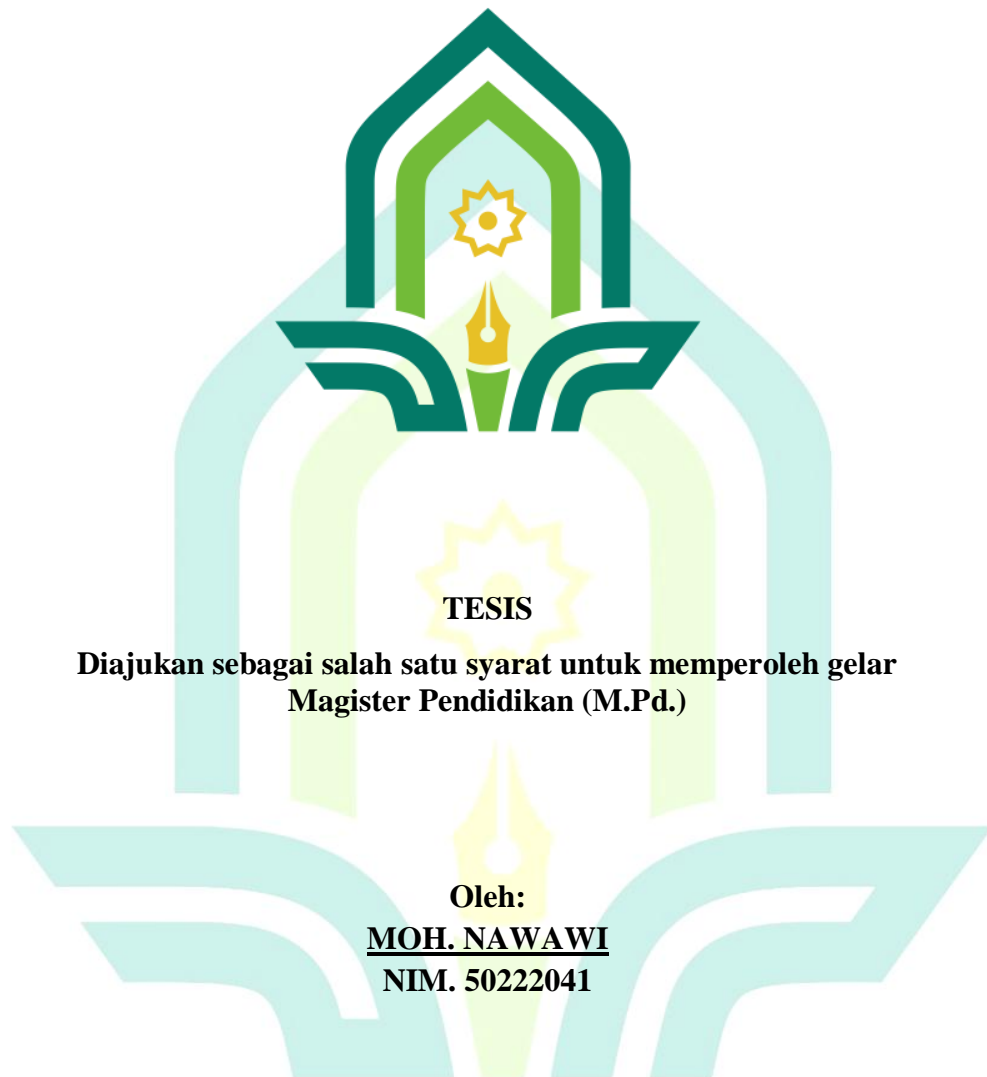 TESIS
Diajukan sebagai salah satu syarat untuk memperoleh gelar
Magister Pendidikan (M.Pd.)
Oleh:
MOH. NAWAWI
NIM. 50222041